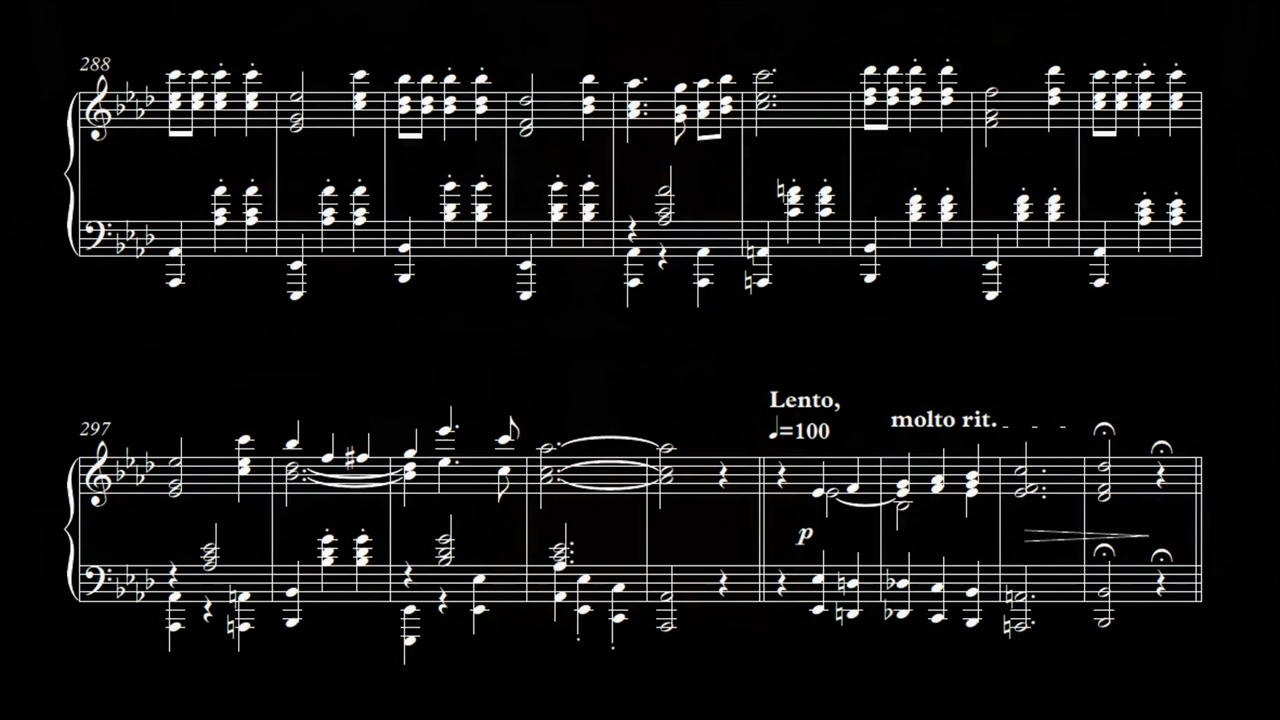 288
297
Lento,
♩=100
molto rit.
p